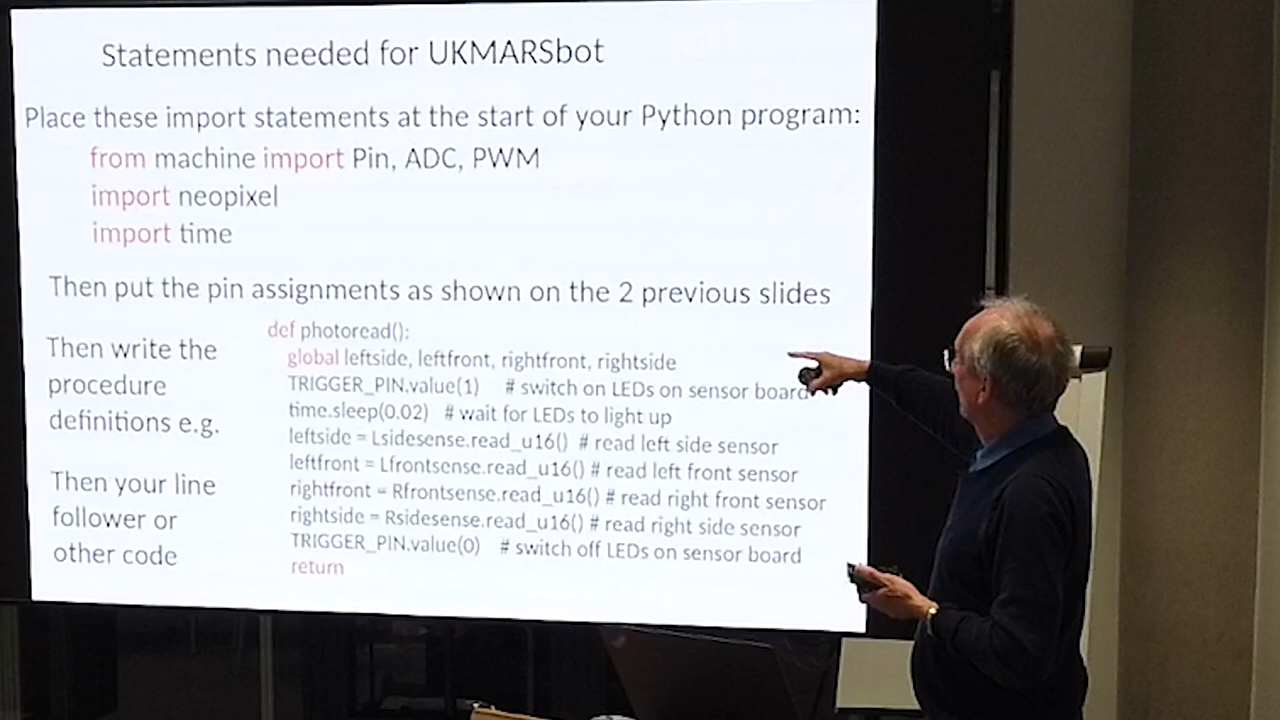 Statements needed for UKMARSbot
Place these import statements at the start of your Python program:
from machine import Pin, ADC, PWM
import neopixel
import time
Then put the pin assignments as shown on the 2 previous slides
Then write the
procedure
definitions e.g.
def photoread():
global leftside, leftfront, rightfront, rightside
TRIGGER_PIN.value(1) # switch on LEDs on sensor board
time.sleep(0.02) # wait for LEDs to light up
leftside = Lsidesense.read_u16() # read left side sensor
leftfront = Lfrontsense.read_u16() # read left front sensor
rightfront = Rfrontsense.read_u16() # read right front sensor
rightside = Rsidesense.read_u16() # read right side sensor
TRIGGER_PIN.value(0) # switch off LEDs on sensor board
return
Then your line
follower or
other code